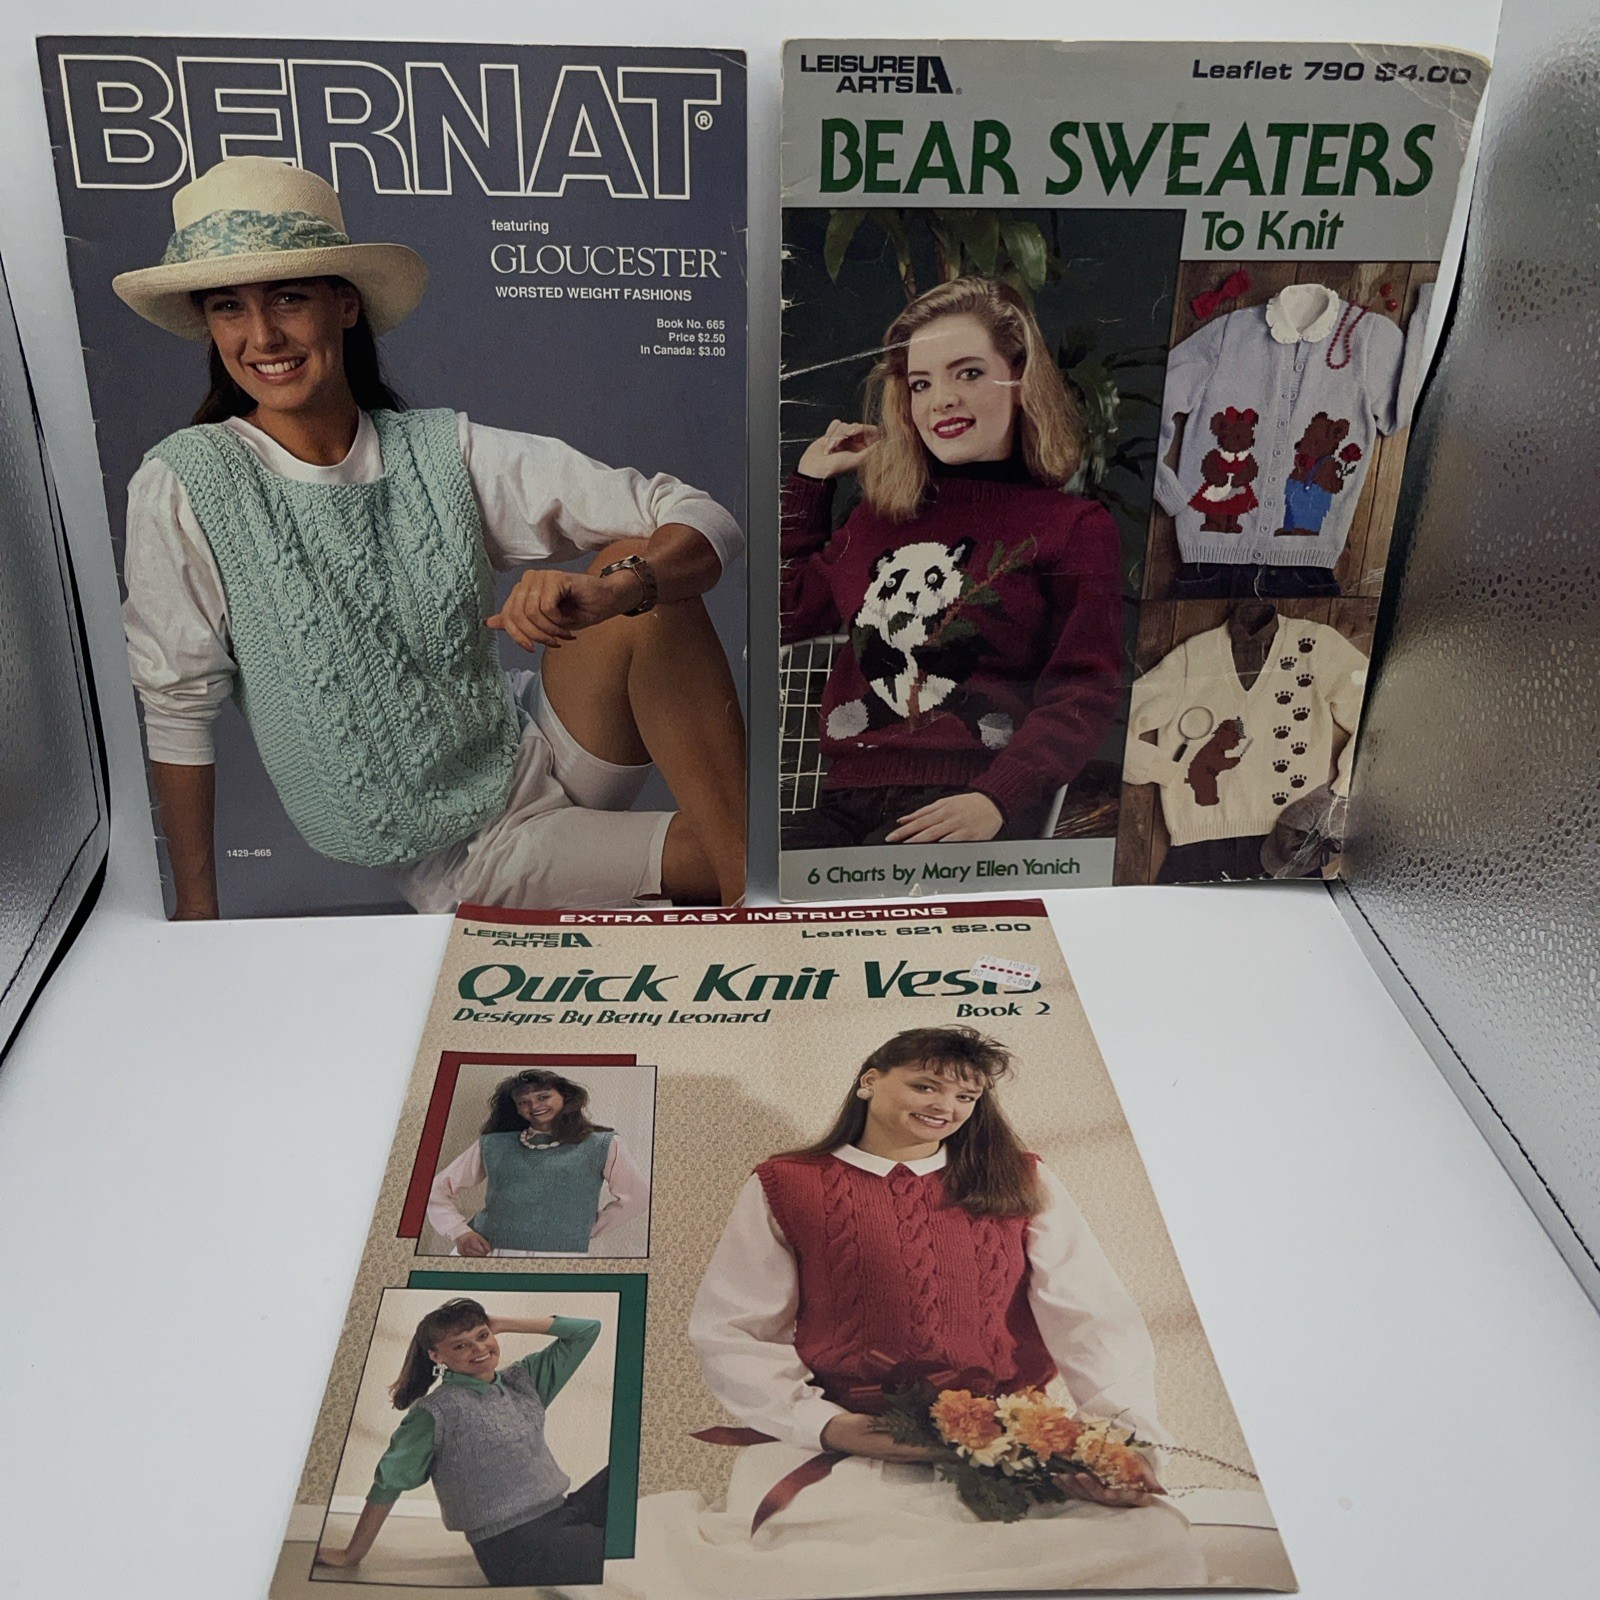 BERNAT®
featuring
GLOUCESTER™
WORSTED WEIGHT FASHIONS
Book No. 665
Price $2.50
In Canada: $3.00
1429-665
LEISURE
ARTS
Leaflet 790 $4.00
BEAR SWEATERS
To Knit
6 Charts by Mary Ellen Yanich
EXTRA EASY INSTRUCTIONS
LEISURE
ARTS
Leaflet 621 $2.00
Quick Knit Vests
Designs By Betty Leonard
Book 2